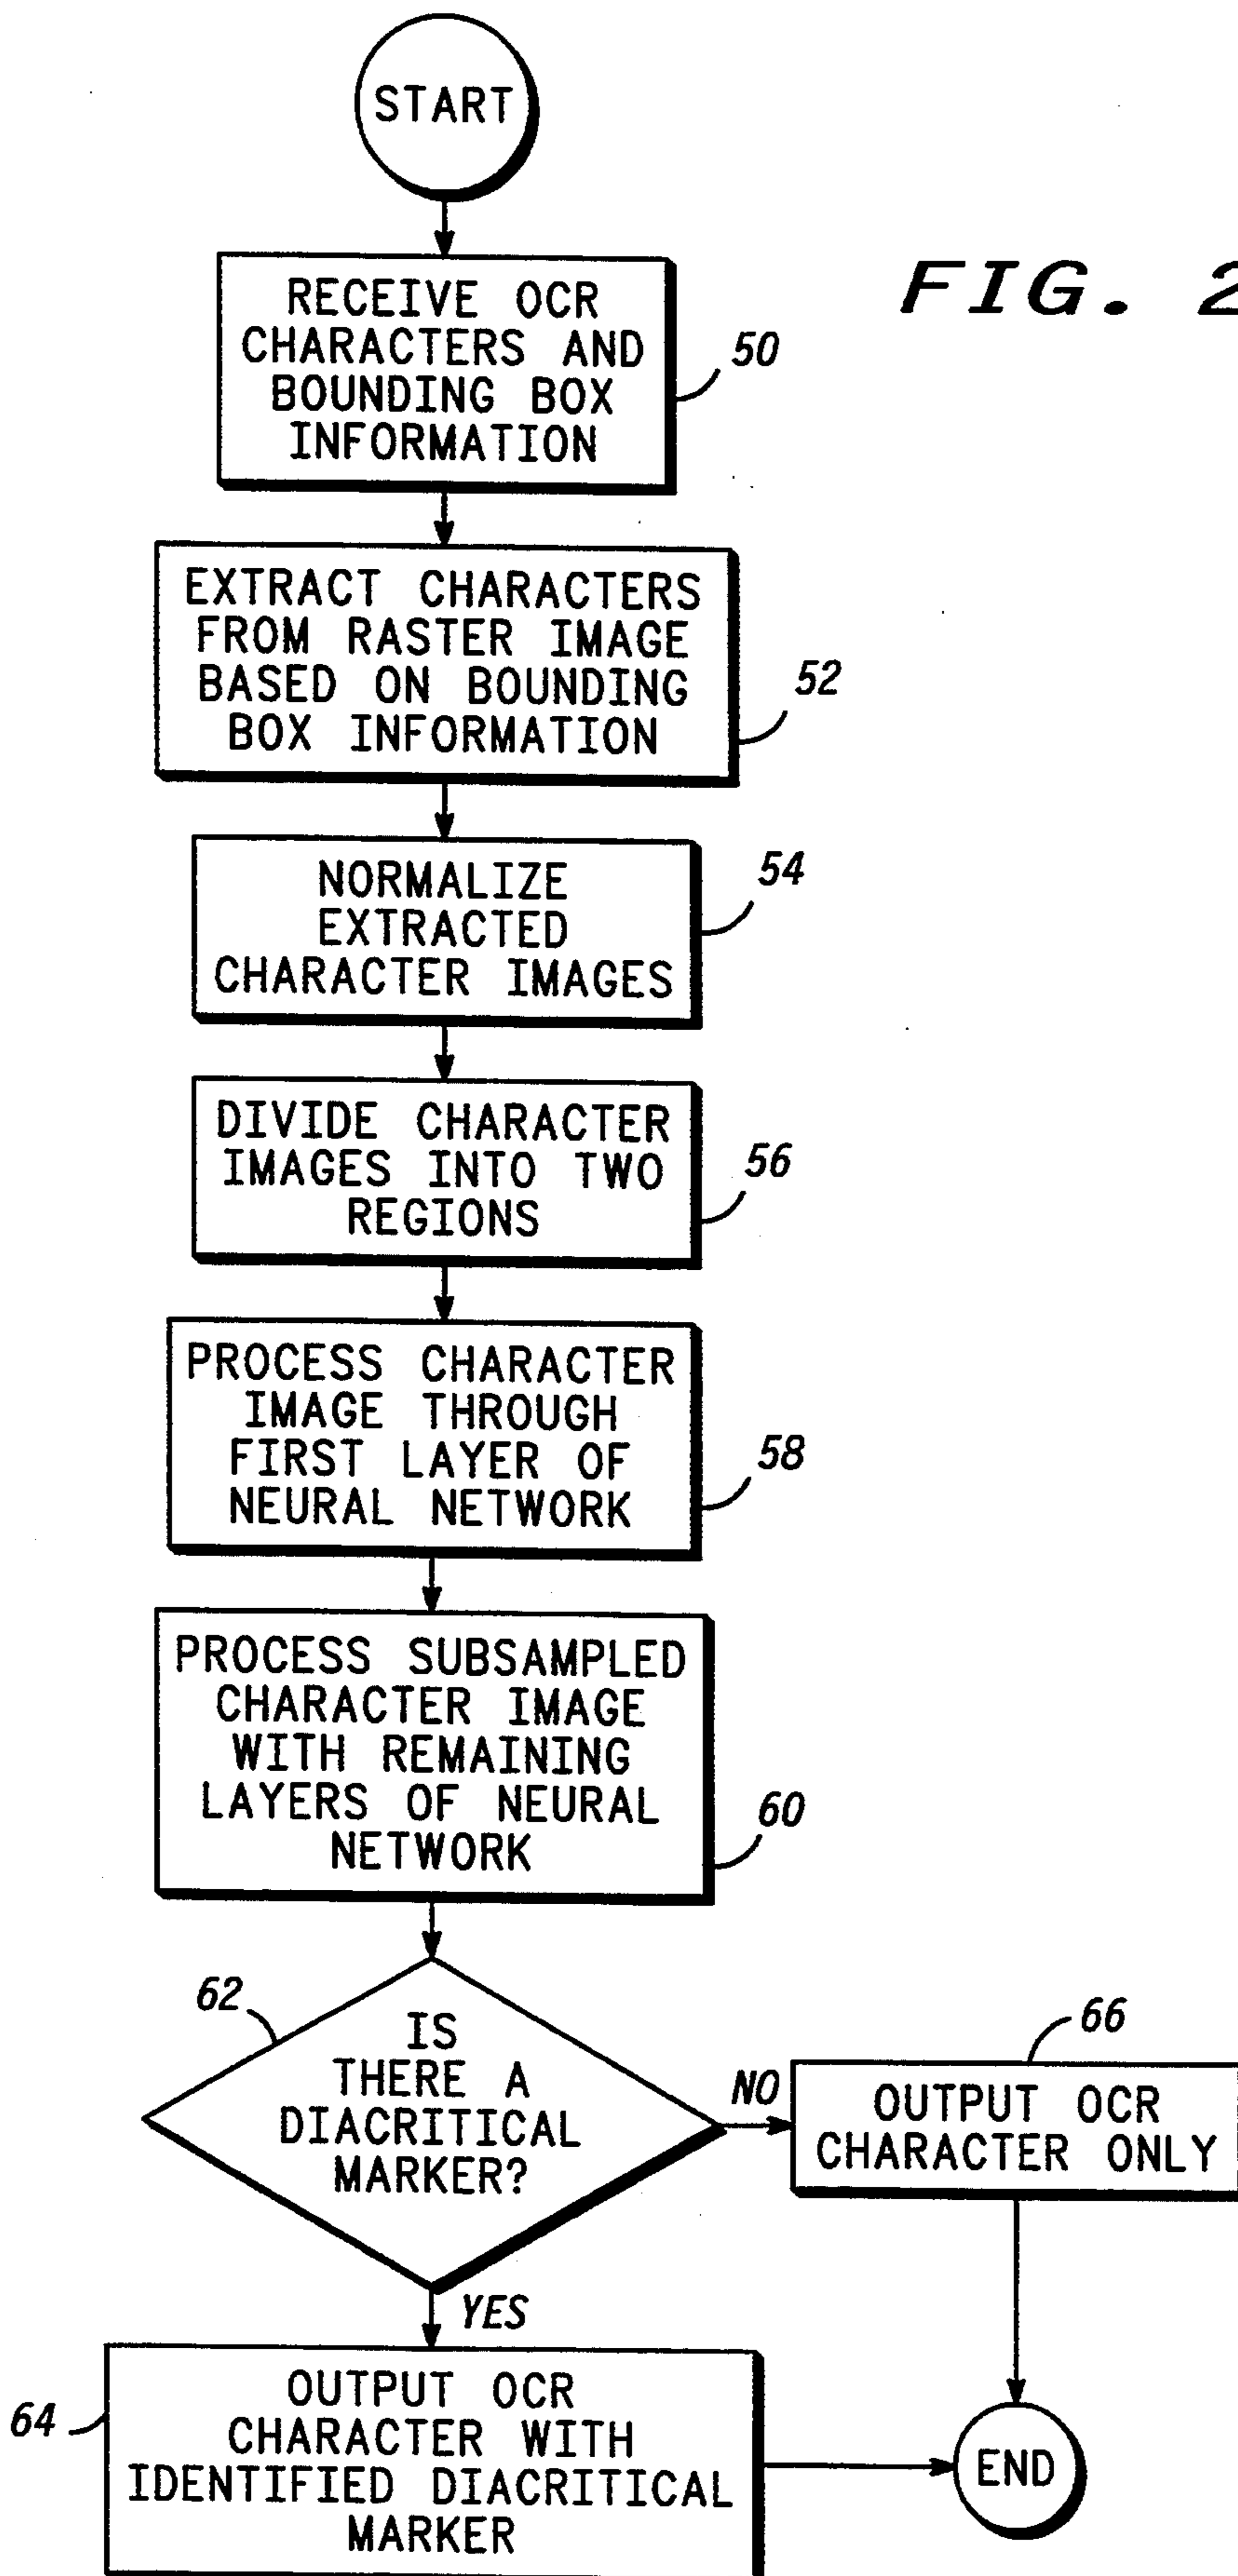 START
FIG. 2
RECEIVE OCR
CHARACTERS AND
BOUNDING BOX
INFORMATION
50
EXTRACT CHARACTERS
FROM RASTER IMAGE
BASED ON BOUNDING
BOX INFORMATION
52
NORMALIZE
EXTRACTED
CHARACTER IMAGES
54
DIVIDE CHARACTER
IMAGES INTO TWO
REGIONS
56
PROCESS CHARACTER
IMAGE THROUGH
FIRST LAYER OF
NEURAL NETWORK
58
PROCESS SUBSAMPLED
CHARACTER IMAGE
WITH REMAINING
LAYERS OF NEURAL
NETWORK
60
62
IS
THERE A
DIACRITICAL
MARKER?
NO
66
OUTPUT OCR
CHARACTER ONLY
YES
64
OUTPUT OCR
CHARACTER WITH
IDENTIFIED DIACRITICAL
MARKER
END